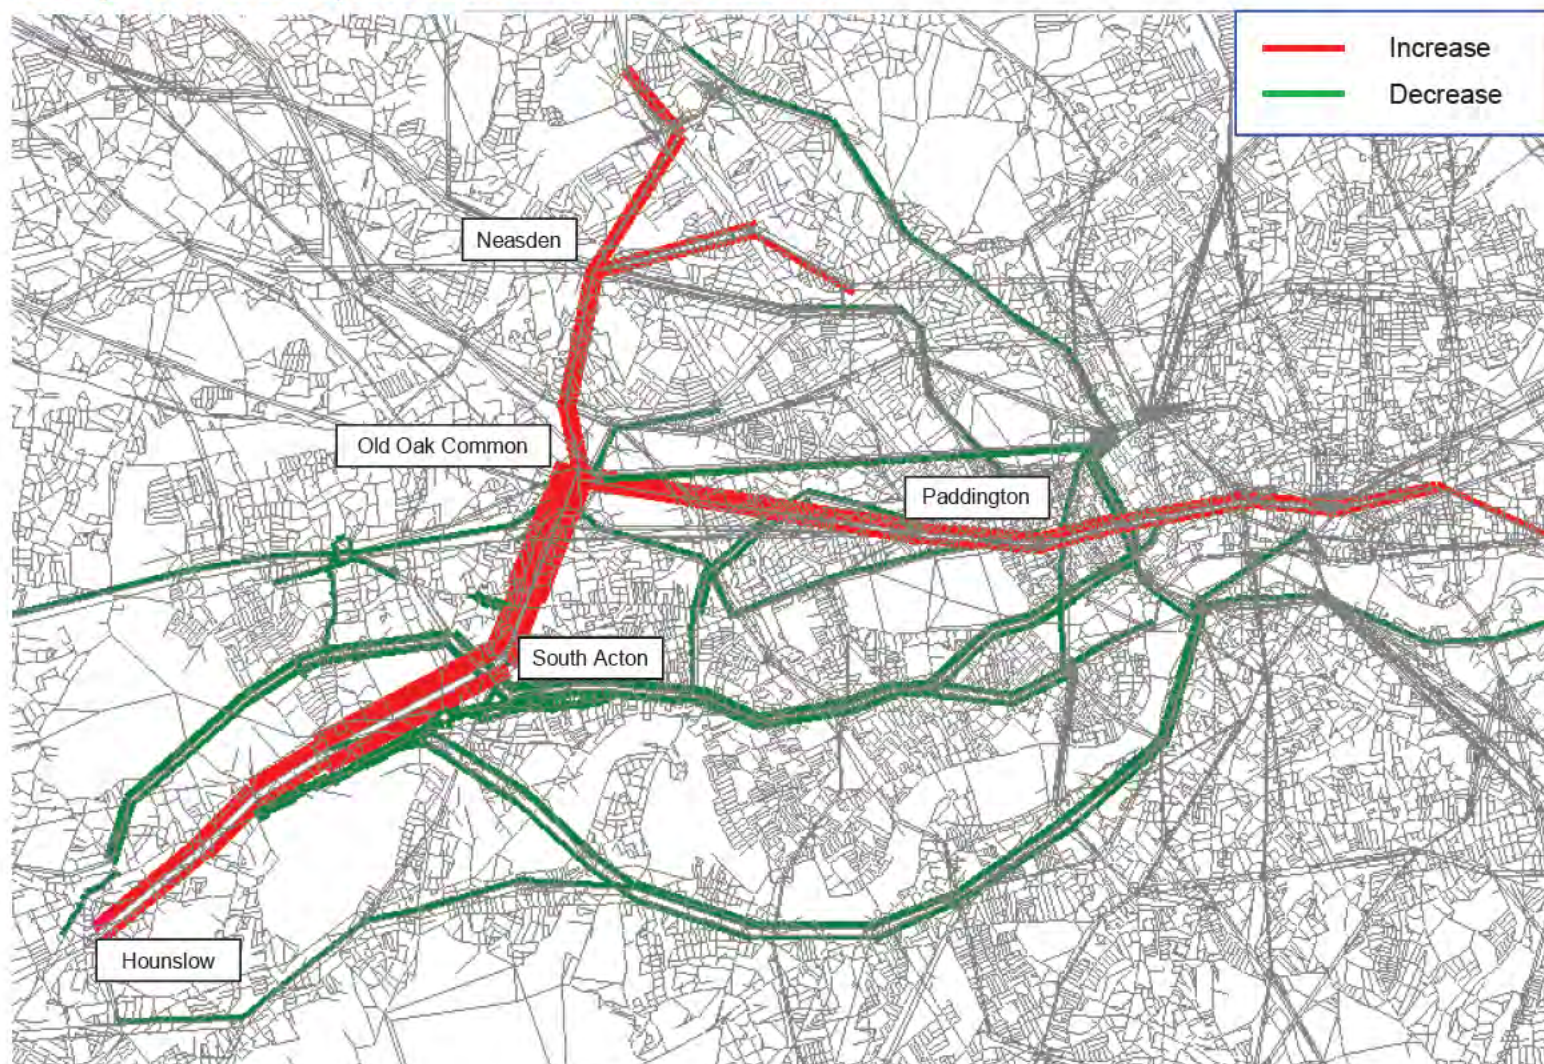 Increase
Decrease
Neasden
Old Oak Common
Paddington
South Acton
Hounslow